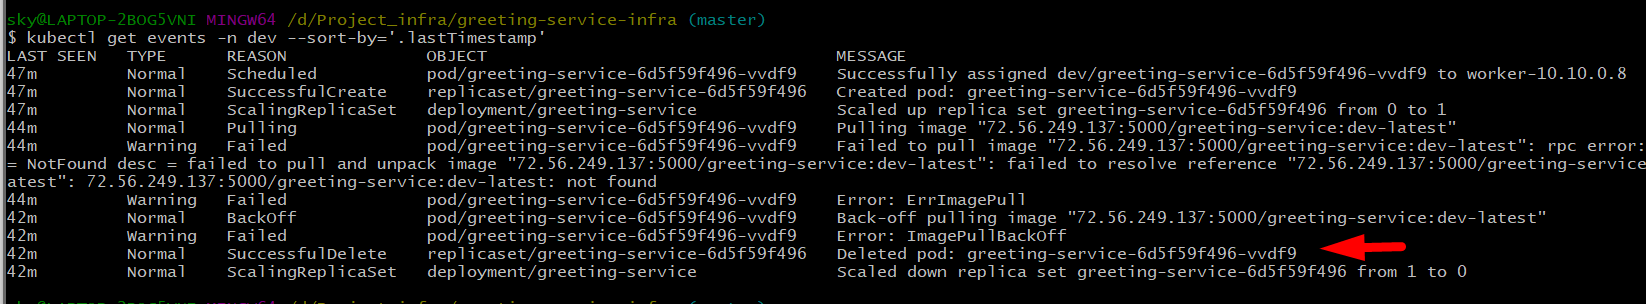 sky@LAPTOP-2BOG5VNI MINGW64 /d/Project_infra/greeting-service-infra (master)
$ kubectl get events -n dev --sort-by='.lastTimestamp'
LAST SEEN   TYPE      REASON              OBJECT                                   MESSAGE
47m         Normal    Scheduled           pod/greeting-service-6d5f59f496-vvdf9    Successfully assigned dev/greeting-service-6d5f59f496-vvdf9 to worker-10.10.0.8
47m         Normal    SuccessfulCreate    replicaset/greeting-service-6d5f59f496   Created pod: greeting-service-6d5f59f496-vvdf9
47m         Normal    ScalingReplicaSet   deployment/greeting-service              Scaled up replica set greeting-service-6d5f59f496 from 0 to 1
44m         Normal    Pulling             pod/greeting-service-6d5f59f496-vvdf9    Pulling image "72.56.249.137:5000/greeting-service:dev-latest"
44m         Warning   Failed              pod/greeting-service-6d5f59f496-vvdf9    Failed to pull image "72.56.249.137:5000/greeting-service:dev-latest": rpc error:
= NotFound desc = failed to pull and unpack image "72.56.249.137:5000/greeting-service:dev-latest": failed to resolve reference "72.56.249.137:5000/greeting-service
atest": 72.56.249.137:5000/greeting-service:dev-latest: not found
44m         Warning   Failed              pod/greeting-service-6d5f59f496-vvdf9    Error: ErrImagePull
42m         Normal    BackOff             pod/greeting-service-6d5f59f496-vvdf9    Back-off pulling image "72.56.249.137:5000/greeting-service:dev-latest"
42m         Warning   Failed              pod/greeting-service-6d5f59f496-vvdf9    Error: ImagePullBackOff
42m         Normal    SuccessfulDelete    replicaset/greeting-service-6d5f59f496   Deleted pod: greeting-service-6d5f59f496-vvdf9
42m         Normal    ScalingReplicaSet   deployment/greeting-service              Scaled down replica set greeting-service-6d5f59f496 from 1 to 0